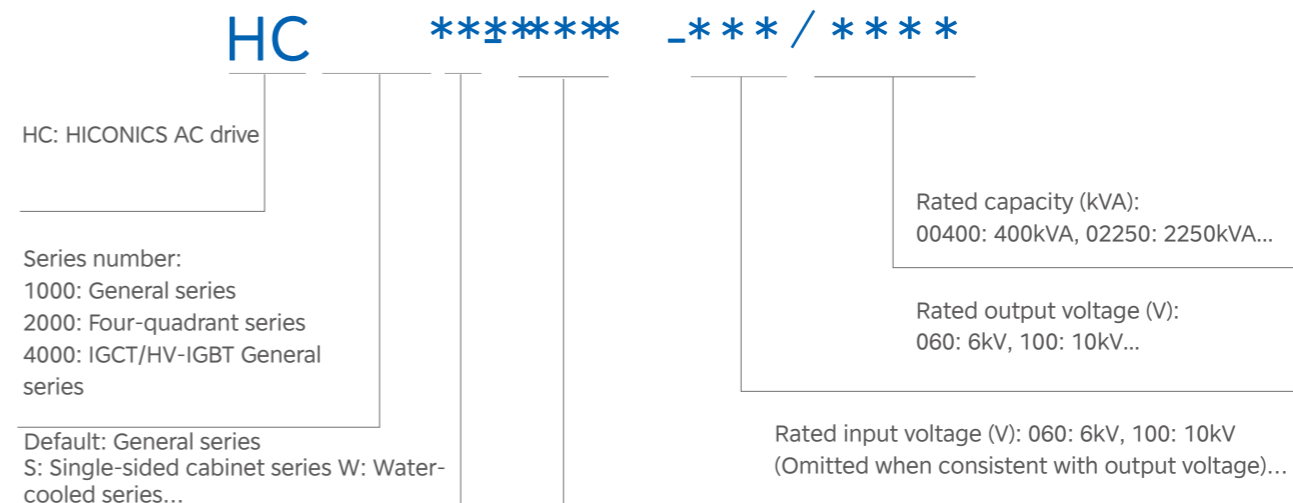 HC ******* -***/****
HC: HICONICS AC drive
Series number:
1000: General series
2000: Four-quadrant series
4000: IGCT/HV-IGBT General
series
Default: General series
S: Single-sided cabinet series W: Water-
cooled series...
Rated capacity (kVA):
00400: 400kVA, 02250: 2250kVA...
Rated output voltage (V):
060: 6kV, 100: 10kV...
Rated input voltage (V): 060: 6kV, 100: 10kV
(Omitted when consistent with output voltage)...